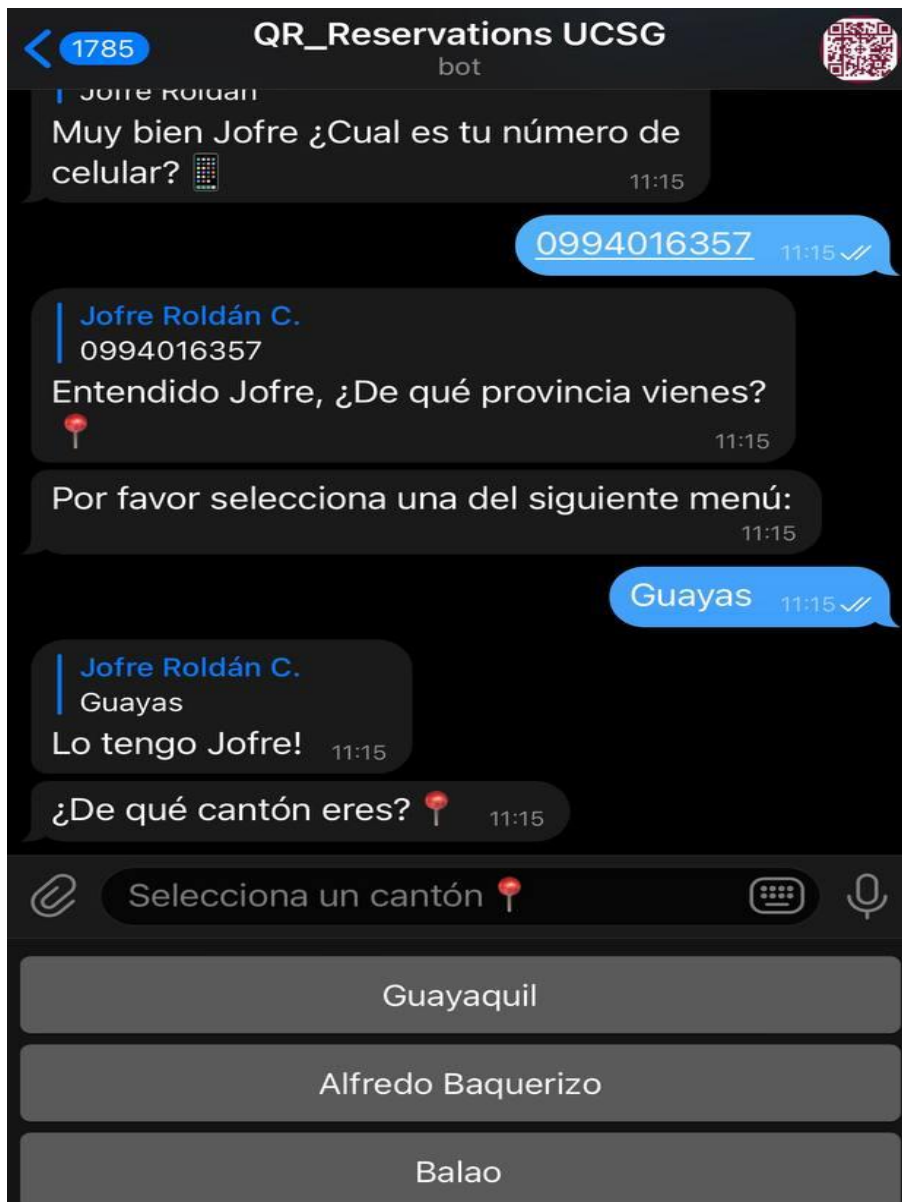 1785
QR_Reservations UCSG
bot
Jofre Roldán
Muy bien Jofre ¿Cual es tu número de
celular? 📱
11:15
0994016357 11:15
Jofre Roldán C.
0994016357
Entendido Jofre, ¿De qué provincia vienes?
📍
11:15
Por favor selecciona una del siguiente menú:
11:15
Guayas 11:15
Jofre Roldán C.
Guayas
Lo tengo Jofre! 11:15
¿De qué cantón eres? 📍 11:15
Selecciona un cantón 📍
Guayaquil
Alfredo Baquerizo
Balao